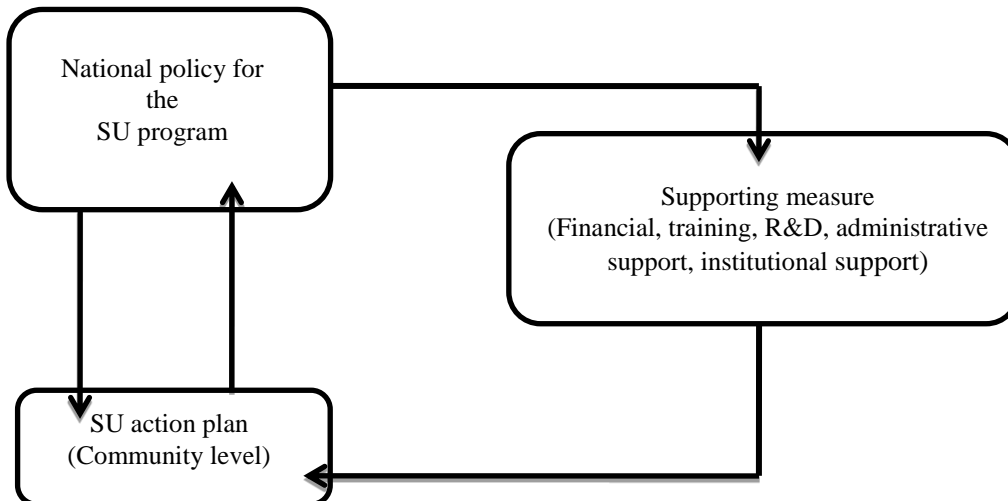 National policy for
the
SU program
Supporting measure
(Financial, training, R&D, administrative
support, institutional support)
SU action plan
(Community level)